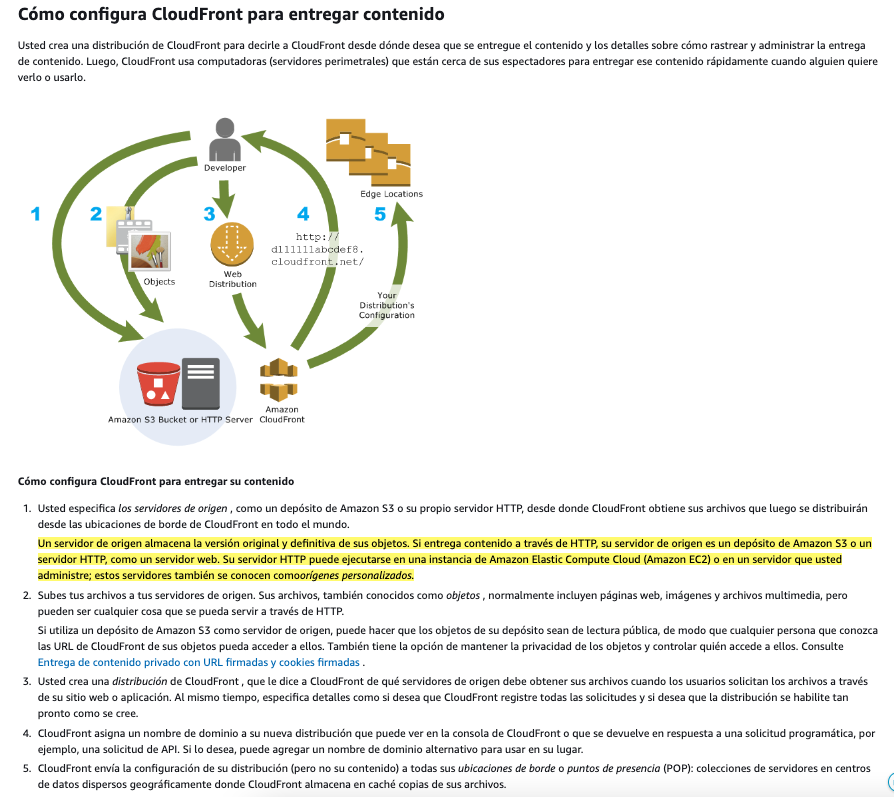 Cómo configura CloudFront para entregar contenido
Usted crea una distribución de CloudFront para decirle a CloudFront desde dónde desea que se entregue el contenido y los detalles sobre cómo rastrear y administrar la entrega
de contenido. Luego, CloudFront usa computadoras (servidores perimetrales) que están cerca de sus espectadores para entregar ese contenido rápidamente cuando alguien quiere
verlo o usarlo.
Developer
Edge Locations
1
2
3
4
5
http://
d111111abcdef8.
cloudfront.net/
Objects
Web
Distribution
Your
Distribution's
Configuration
Amazon S3 Bucket or HTTP Server
Amazon
CloudFront
Cómo configura CloudFront para entregar su contenido
1. Usted especifica los servidores de origen , como un depósito de Amazon S3 o su propio servidor HTTP, desde donde CloudFront obtiene sus archivos que luego se distribuirán
desde las ubicaciones de borde de CloudFront en todo el mundo.
Un servidor de origen almacena la versión original y definitiva de sus objetos. Si entrega contenido a través de HTTP, su servidor de origen es un depósito de Amazon S3 o un
servidor HTTP, como un servidor web. Su servidor HTTP puede ejecutarse en una instancia de Amazon Elastic Compute Cloud (Amazon EC2) o en un servidor que usted
administre; estos servidores también se conocen comoorígenes personalizados.
2. Subes tus archivos a tus servidores de origen. Sus archivos, también conocidos como objetos , normalmente incluyen páginas web, imágenes y archivos multimedia, pero
pueden ser cualquier cosa que se pueda servir a través de HTTP.
Si utiliza un depósito de Amazon S3 como servidor de origen, puede hacer que los objetos de su depósito sean de lectura pública, de modo que cualquier persona que conozca
las URL de CloudFront de sus objetos pueda acceder a ellos. También tiene la opción de mantener la privacidad de los objetos y controlar quién accede a ellos. Consulte
Entrega de contenido privado con URL firmadas y cookies firmadas .
3. Usted crea una distribución de CloudFront , que le dice a CloudFront de qué servidores de origen debe obtener sus archivos cuando los usuarios solicitan los archivos a través
de su sitio web o aplicación. Al mismo tiempo, especifica detalles como si desea que CloudFront registre todas las solicitudes y si desea que la distribución se habilite tan
pronto como se cree.
4. CloudFront asigna un nombre de dominio a su nueva distribución que puede ver en la consola de CloudFront o que se devuelve en respuesta a una solicitud programática, por
ejemplo, una solicitud de API. Si lo desea, puede agregar un nombre de dominio alternativo para usar en su lugar.
5. CloudFront envía la configuración de su distribución (pero no su contenido) a todas sus ubicaciones de borde o puntos de presencia (POP): colecciones de servidores en centros
de datos dispersos geográficamente donde CloudFront almacena en caché copias de sus archivos.